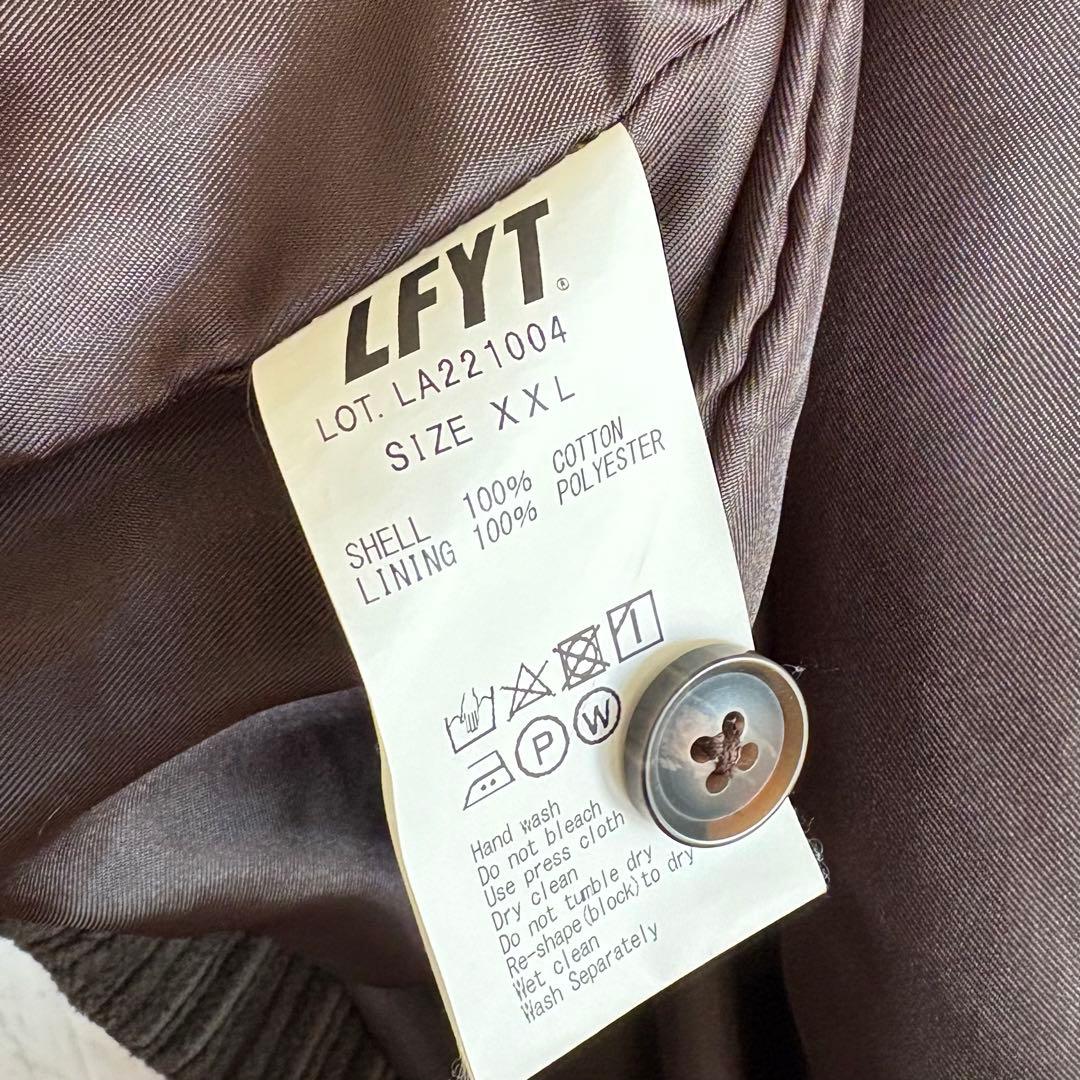 LFYT®
LOT. LA221004
SIZE XXL
SHELL 100% COTTON
LINING 100% POLYESTER
P W
Hand wash
Do not bleach
Use press cloth
Dry clean
Do not tumble dry
Re-shape(block)to dry
Wet clean
Wash Separately